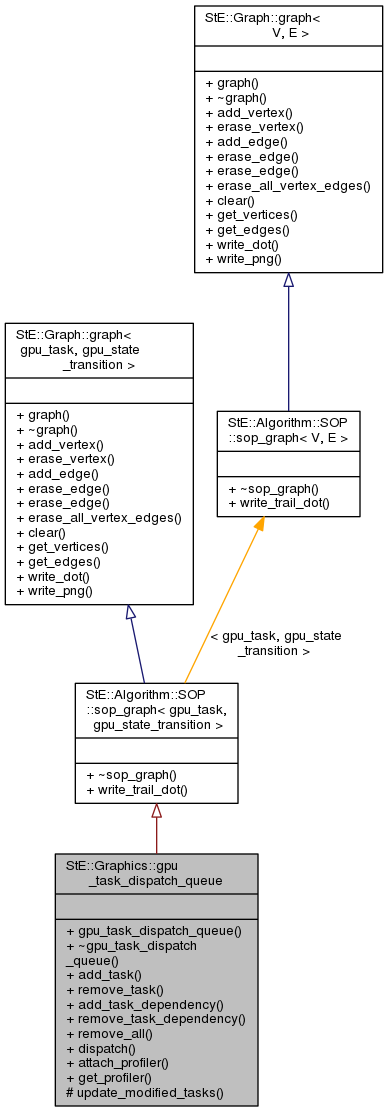 StE::Graph::graph<
V, E >
+ graph()
+ ~graph()
+ add_vertex()
+ erase_vertex()
+ add_edge()
+ erase_edge()
+ erase_edge()
+ erase_all_vertex_edges()
+ clear()
+ get_vertices()
+ get_edges()
+ write_dot()
+ write_png()
StE::Graph::graph<
gpu_task, gpu_state
_transition >
+ graph()
+ ~graph()
+ add_vertex()
+ erase_vertex()
+ add_edge()
+ erase_edge()
+ erase_edge()
+ erase_all_vertex_edges()
+ clear()
+ get_vertices()
+ get_edges()
+ write_dot()
+ write_png()
StE::Algorithm::SOP
::sop_graph< V, E >
+ ~sop_graph()
+ write_trail_dot()
< gpu_task, gpu_state
_transition >
StE::Algorithm::SOP
::sop_graph< gpu_task,
gpu_state_transition >
+ ~sop_graph()
+ write_trail_dot()
StE::Graphics::gpu
_task_dispatch_queue
+ gpu_task_dispatch_queue()
+ ~gpu_task_dispatch
_queue()
+ add_task()
+ remove_task()
+ add_task_dependency()
+ remove_task_dependency()
+ remove_all()
+ dispatch()
+ attach_profiler()
+ get_profiler()
# update_modified_tasks()